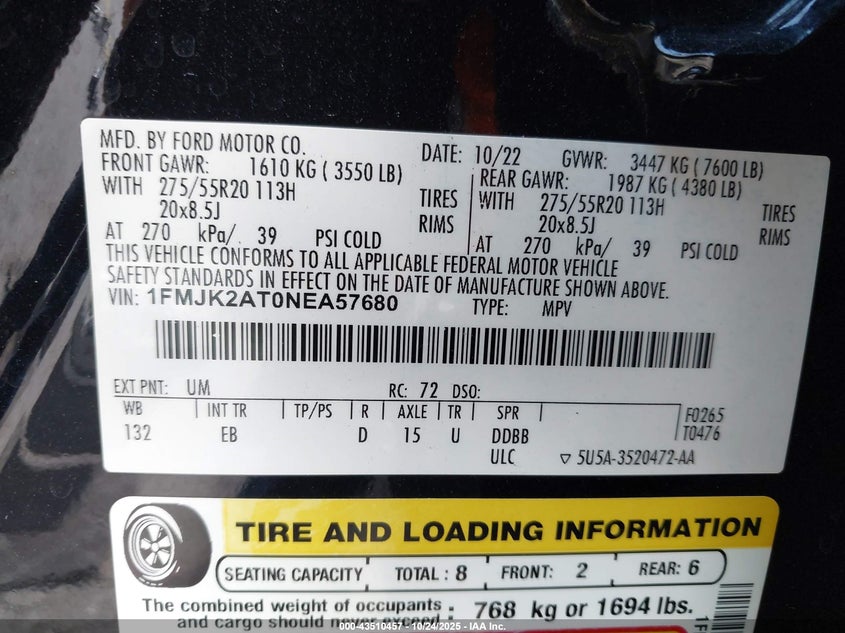 MFD. BY FORD MOTOR CO.
DATE: 10/22 GVWR: 3447 KG ( 7600 LB)
FRONT GAWR: 1610 KG ( 3550 LB)
WITH 275/55R20 113H TIRES
20x8.5J RIMS
AT 270 kPa/ 39 PSI COLD
REAR GAWR: 1987 KG ( 4380 LB)
WITH 275/55R20 113H TIRES
20x8.5J RIMS
AT 270 kPa/ 39 PSI COLD
THIS VEHICLE CONFORMS TO ALL APPLICABLE FEDERAL MOTOR VEHICLE
SAFETY STANDARDS IN EFFECT ON THE DATE OF MANUFACTURE SHOWN ABOVE.
VIN: 1FMJK2AT0NEA57680 TYPE: MPV
EXT PNT: UM RC: 72 DSO:
WB INT TR TP/PS R AXLE TR SPR F0265
132 EB D 15 U DDBB T0476
ULC ▽ 5U5A-3520472-AA
TIRE AND LOADING INFORMATION
SEATING CAPACITY TOTAL : 8 FRONT: 2 REAR: 6
The combined weight of occupants
and cargo should never exceed : 768 kg or 1694 lbs.
000-43510457 - 10/24/2025 - IAA Inc.